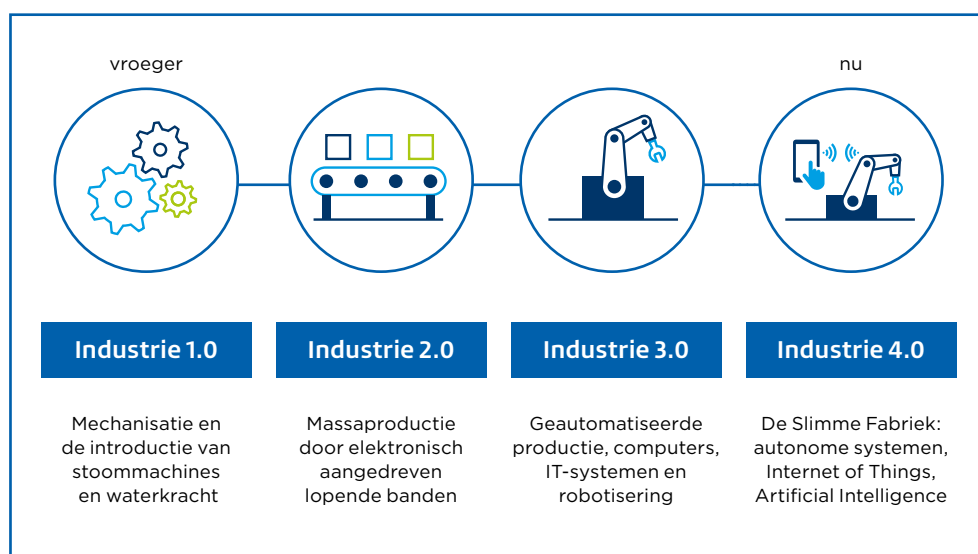 vroeger
nu
Industrie 1.0
Industrie 2.0
Industrie 3.0
Industrie 4.0
Mechanisatie en
de introductie van
stoommachines
en waterkracht
Massaproductie
door elektronisch
aangedreven
lopende banden
Geautomatiseerde
productie, computers,
IT-systemen en
robotisering
De Slimme Fabriek:
autonome systemen,
Internet of Things,
Artificial Intelligence